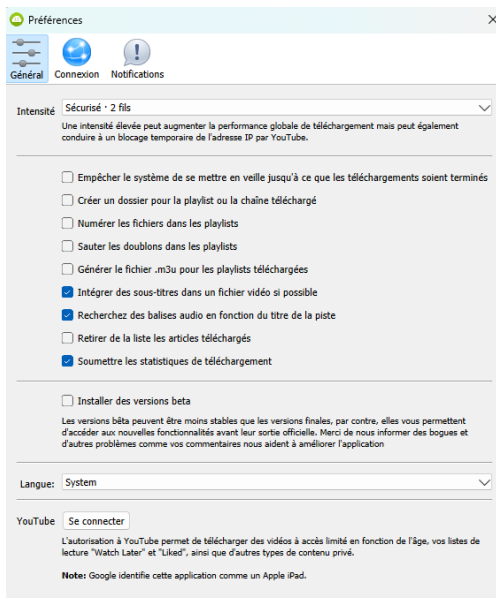 Préférences
Général Connexion Notifications
Intensité Sécurisé · 2 fils
Une intensité élevée peut augmenter la performance globale de téléchargement mais peut également
conduire à un blocage temporaire de l'adresse IP par YouTube.
Empêcher le système de se mettre en veille jusqu'à ce que les téléchargements soient terminés
Créer un dossier pour la playlist ou la chaîne téléchargé
Numérer les fichiers dans les playlists
Sauter les doublons dans les playlists
Générer le fichier .m3u pour les playlists téléchargées
Intégrer des sous-titres dans un fichier vidéo si possible
Recherchez des balises audio en fonction du titre de la piste
Retirer de la liste les articles téléchargés
Soumettre les statistiques de téléchargement
Installer des versions beta
Les versions bêta peuvent être moins stables que les versions finales, par contre, elles vous permettent
d'accéder aux nouvelles fonctionnalités avant leur sortie officielle. Merci de nous informer des bogues et
d'autres problèmes comme vos commentaires nous aident à améliorer l'application
Langue: System
YouTube Se connecter
L'autorisation à YouTube permet de télécharger des vidéos à accès limité en fonction de l'âge, vos listes de
lecture "Watch Later" et "Liked", ainsi que d'autres types de contenu privé.
Note: Google identifie cette application comme un Apple iPad.